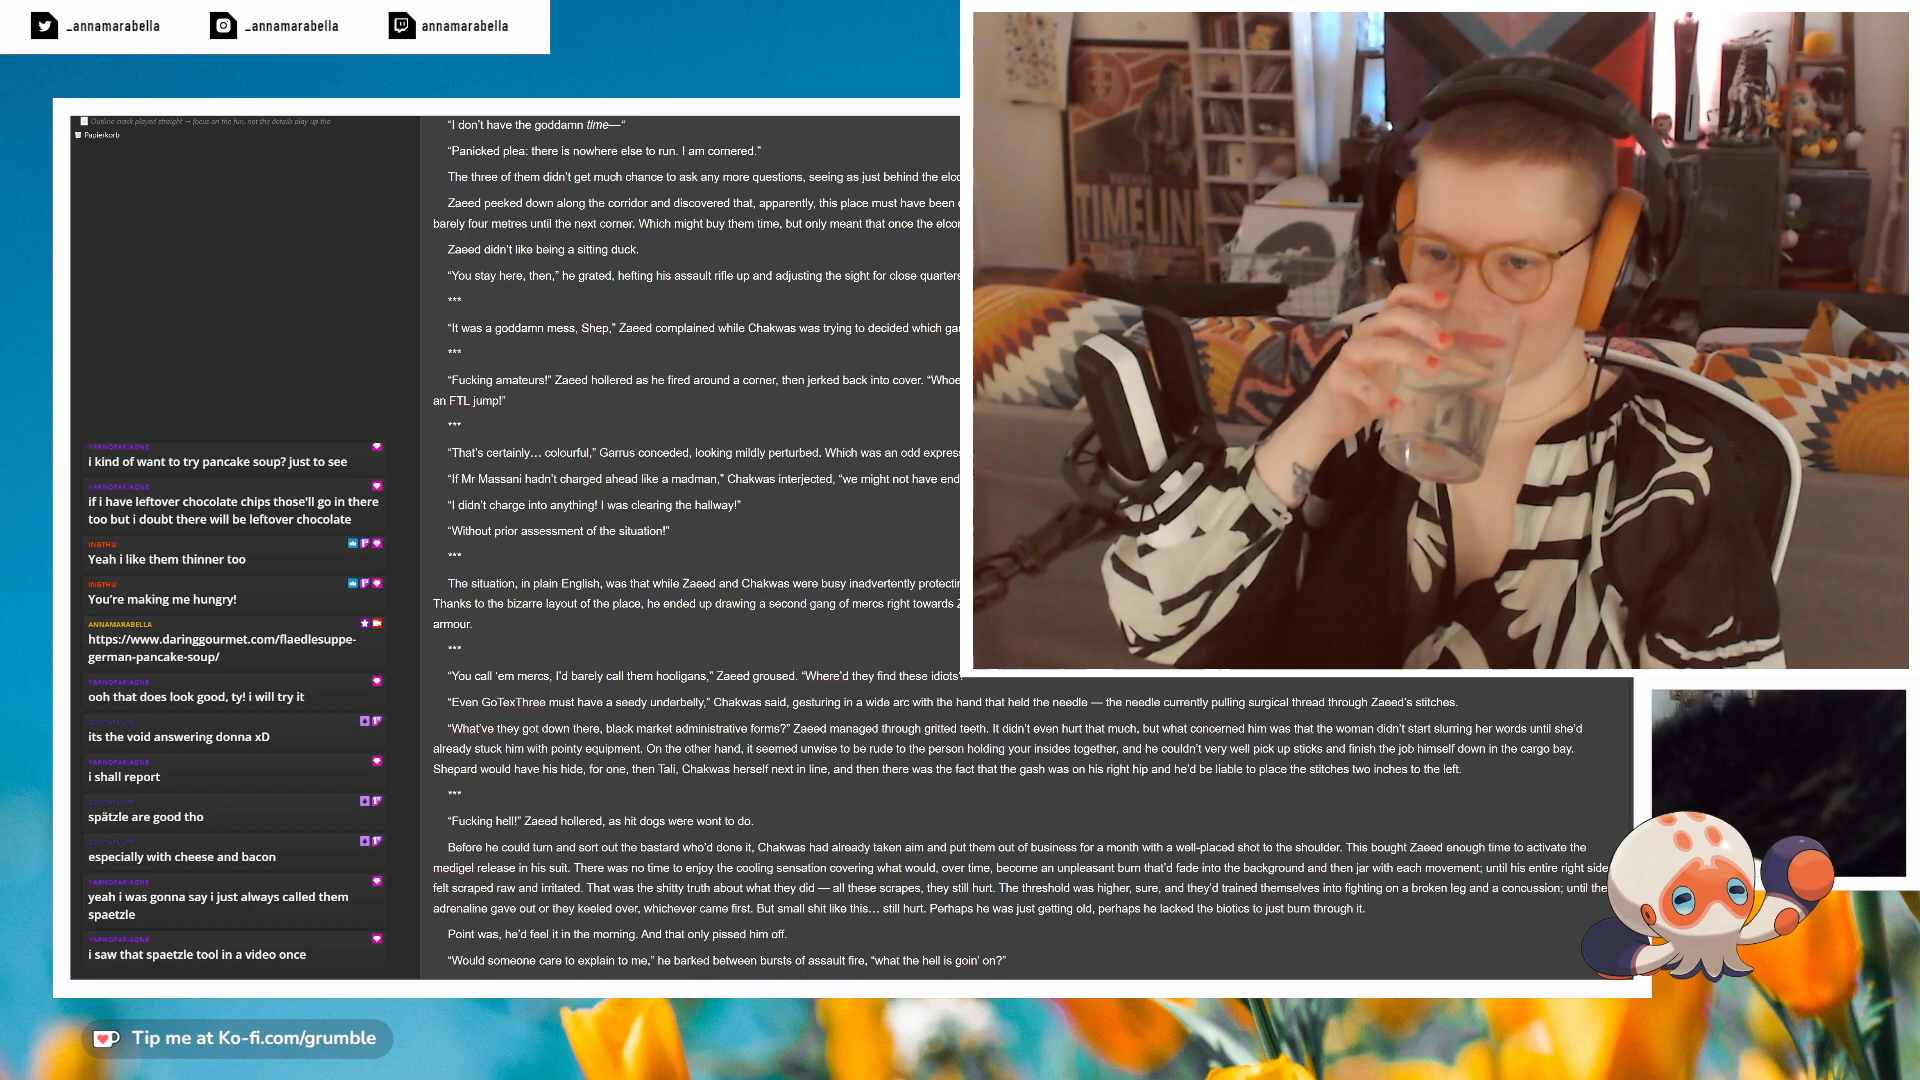 _annamarabella
_annamarabella
annamarabella
Outline crack played straight → focus on the fun, not the details play up the
Papierkorb
YARNOFARIADNE
i kind of want to try pancake soup? just to see
YARNOFARIADNE
if i have leftover chocolate chips those'll go in there
too but i doubt there will be leftover chocolate
INGTHU
Yeah i like them thinner too
INGTHU
You're making me hungry!
ANNAMARABELLA
https://www.daringgourmet.com/flaedlesuppe-
german-pancake-soup/
YARNOFARIADNE
ooh that does look good, ty! i will try it
its the void answering donna xD
YARNOFARIADNE
i shall report
spätzle are good tho
especially with cheese and bacon
YARNOFARIADNE
yeah i was gonna say i just always called them
spaetzle
YARNOFARIADNE
i saw that spaetzle tool in a video once
“I don’t have the goddamn time—“
“Panicked plea: there is nowhere else to run. I am cornered.”
The three of them didn’t get much chance to ask any more questions, seeing as just behind the elco
Zaeed peeked down along the corridor and discovered that, apparently, this place must have been
barely four metres until the next corner. Which might buy them time, but only meant that once the elco
Zaeed didn’t like being a sitting duck.
“You stay here, then,” he grated, hefting his assault rifle up and adjusting the sight for close quarters
***
“It was a goddamn mess, Shep,” Zaeed complained while Chakwas was trying to decided which ga
***
“Fucking amateurs!” Zaeed hollered as he fired around a corner, then jerked back into cover. “Whoe
an FTL jump!”
***
“That’s certainly… colourful,” Garrus conceded, looking mildly perturbed. Which was an odd expres
“If Mr Massani hadn’t charged ahead like a madman,” Chakwas interjected, “we might not have end
“I didn’t charge into anything! I was clearing the hallway!”
“Without prior assessment of the situation!”
***
The situation, in plain English, was that while Zaeed and Chakwas were busy inadvertently protectin
Thanks to the bizarre layout of the place, he ended up drawing a second gang of mercs right towards Z
armour.
***
“You call ’em mercs, I’d barely call them hooligans,” Zaeed groused. “Where’d they find these idiots
“Even GoTexThree must have a seedy underbelly,” Chakwas said, gesturing in a wide arc with the hand that held the needle — the needle currently pulling surgical thread through Zaeed’s stitches.
“What’ve they got down there, black market administrative forms?” Zaeed managed through gritted teeth. It didn’t even hurt that much, but what concerned him was that the woman didn’t start slurring her words until she’d
already stuck him with pointy equipment. On the other hand, it seemed unwise to be rude to the person holding your insides together, and he couldn’t very well pick up sticks and finish the job himself down in the cargo bay.
Shepard would have his hide, for one, then Tali, Chakwas herself next in line, and then there was the fact that the gash was on his right hip and he’d be liable to place the stitches two inches to the left.
***
“Fucking hell!” Zaeed hollered, as hit dogs were wont to do.
Before he could turn and sort out the bastard who’d done it, Chakwas had already taken aim and put them out of business for a month with a well-placed shot to the shoulder. This bought Zaeed enough time to activate the
medigel release in his suit. There was no time to enjoy the cooling sensation covering what would, over time, become an unpleasant burn that’d fade into the background and then jar with each movement; until his entire right side
felt scraped raw and irritated. That was the shitty truth about what they did — all these scrapes, they still hurt. The threshold was higher, sure, and they’d trained themselves into fighting on a broken leg and a concussion; until the
adrenaline gave out or they keeled over, whichever came first. But small shit like this… still hurt. Perhaps he was just getting old, perhaps he lacked the biotics to just burn through it.
Point was, he’d feel it in the morning. And that only pissed him off.
“Would someone care to explain to me,” he barked between bursts of assault fire, “what the hell is goin’ on?”
TIMELINE
Tip me at Ko-fi.com/grumble